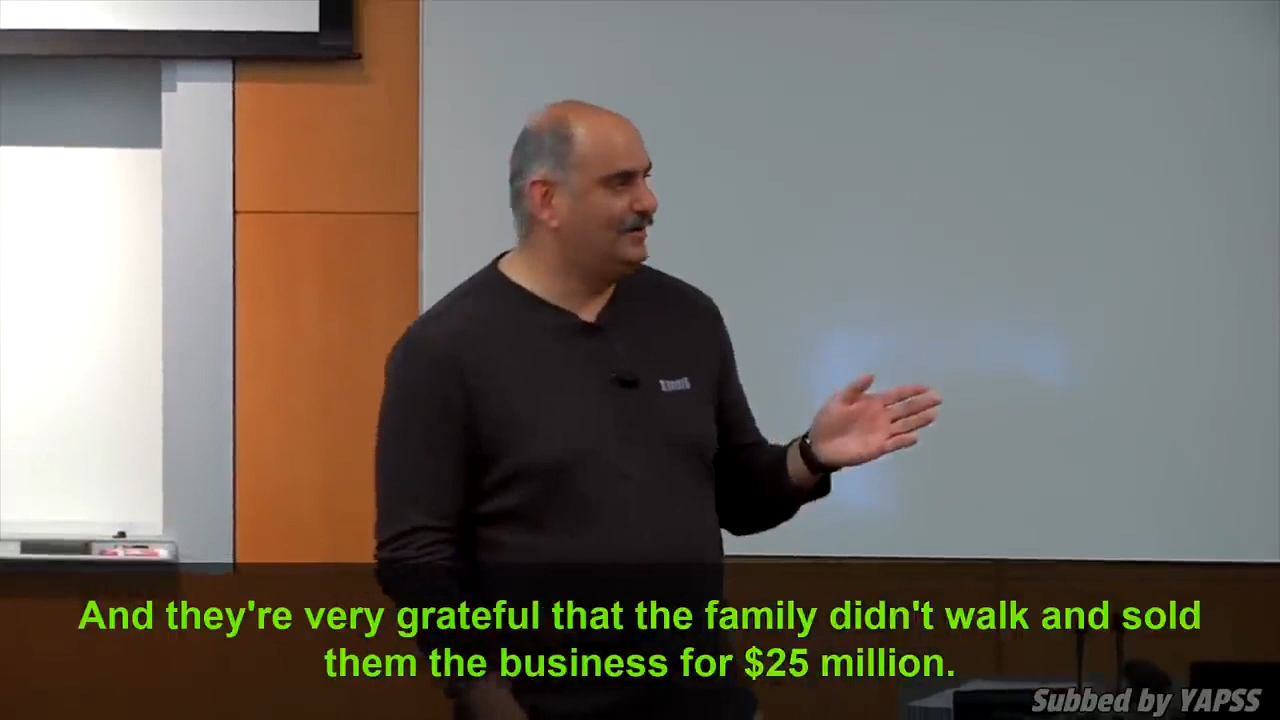 And they're very grateful that the family didn't walk and sold
them the business for $25 million.
Subbed by YAPSS